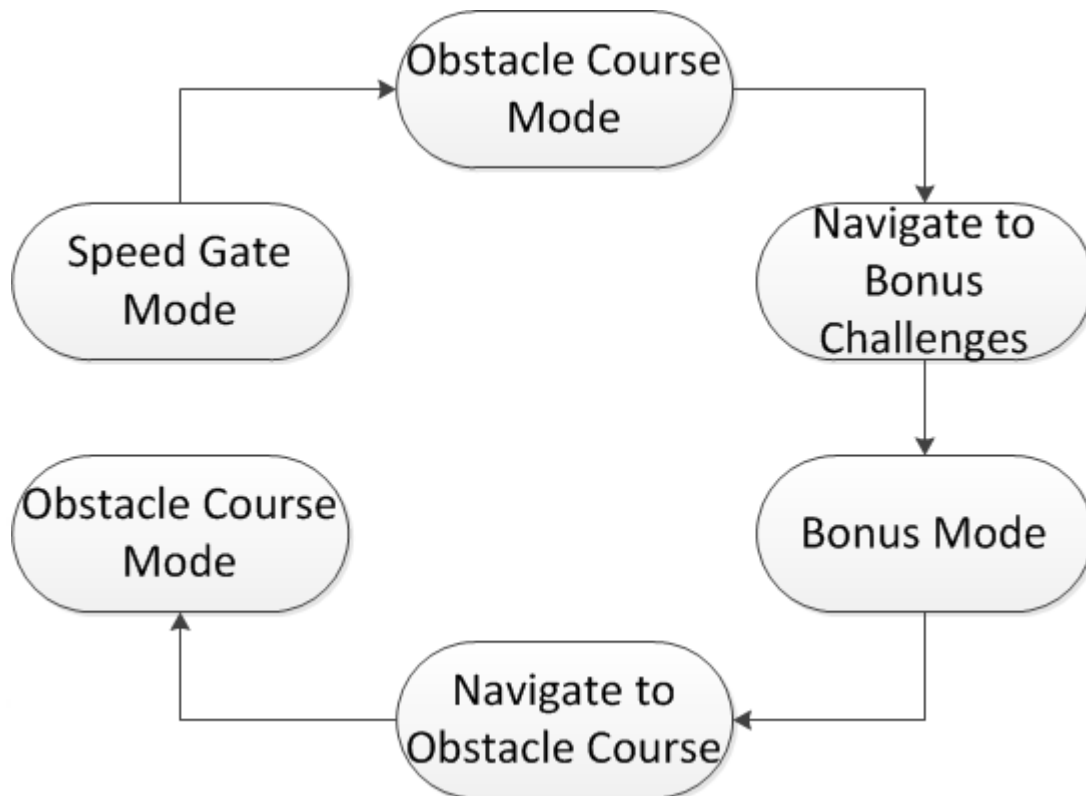 Obstacle Course
Mode
Speed Gate
Mode
Navigate to
Bonus
Challenges
Obstacle Course
Mode
Bonus Mode
Navigate to
Obstacle Course